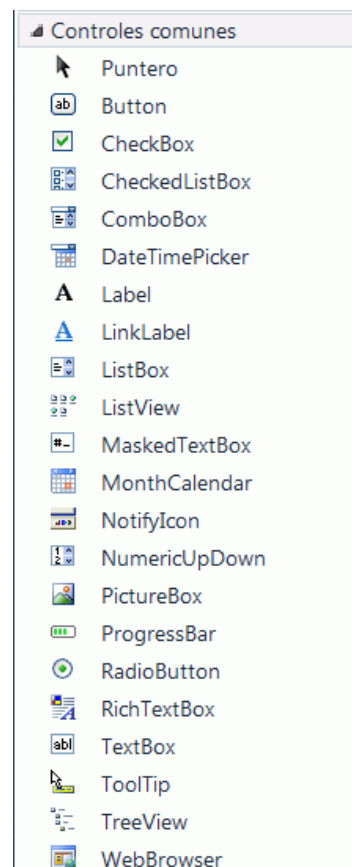 Controles comunes
Puntero
Button
CheckBox
CheckedListBox
ComboBox
DateTimePicker
Label
LinkLabel
ListBox
ListView
MaskedTextBox
MonthCalendar
NotifyIcon
NumericUpDown
PictureBox
ProgressBar
RadioButton
RichTextBox
TextBox
ToolTip
TreeView
WebBrowser